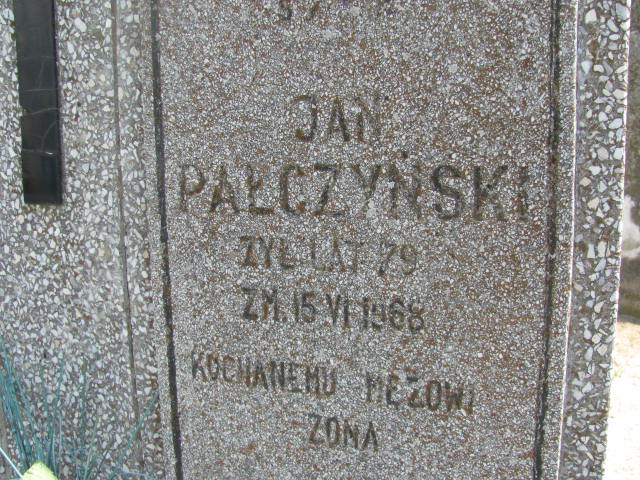 JAN
PAŁCZYŃSKI
ŻYŁ LAT 79
ZM. 15 VI 1968
KOCHANEMU MĘŻOWI
ŻONA